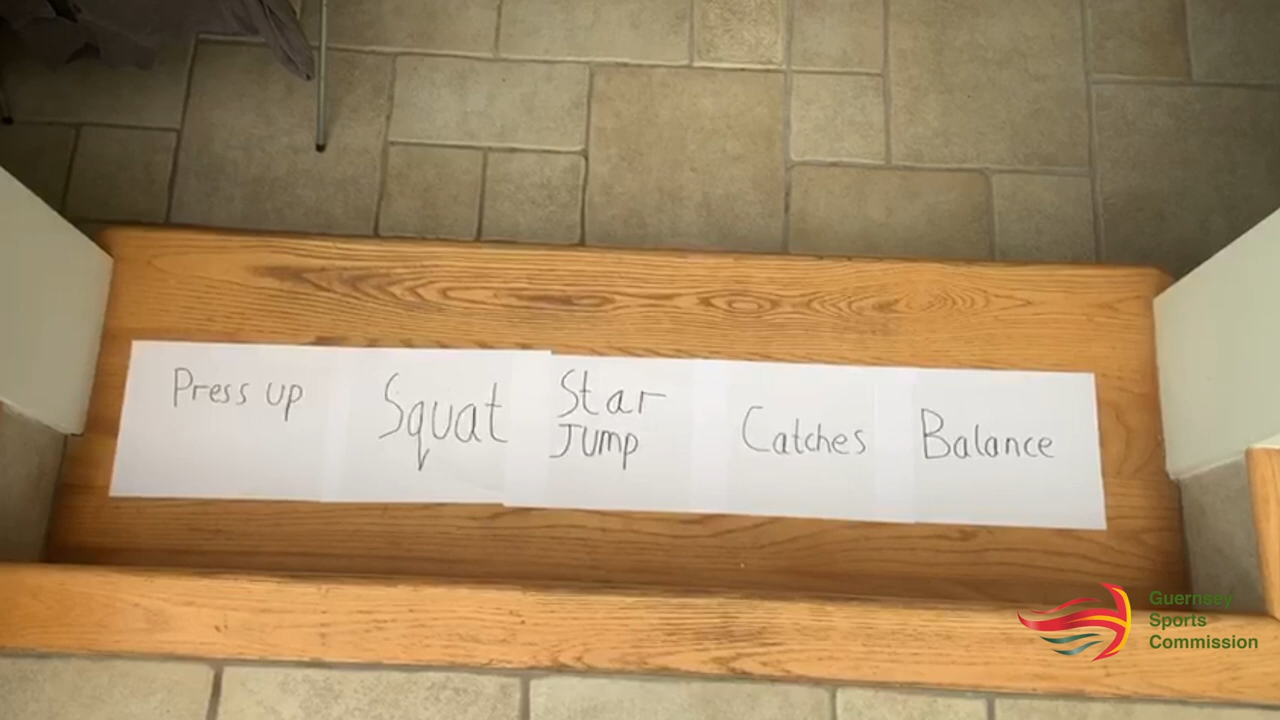 Press up
Squat
Star
Jump
Catches
Balance
Guernsey
Sports
Commission